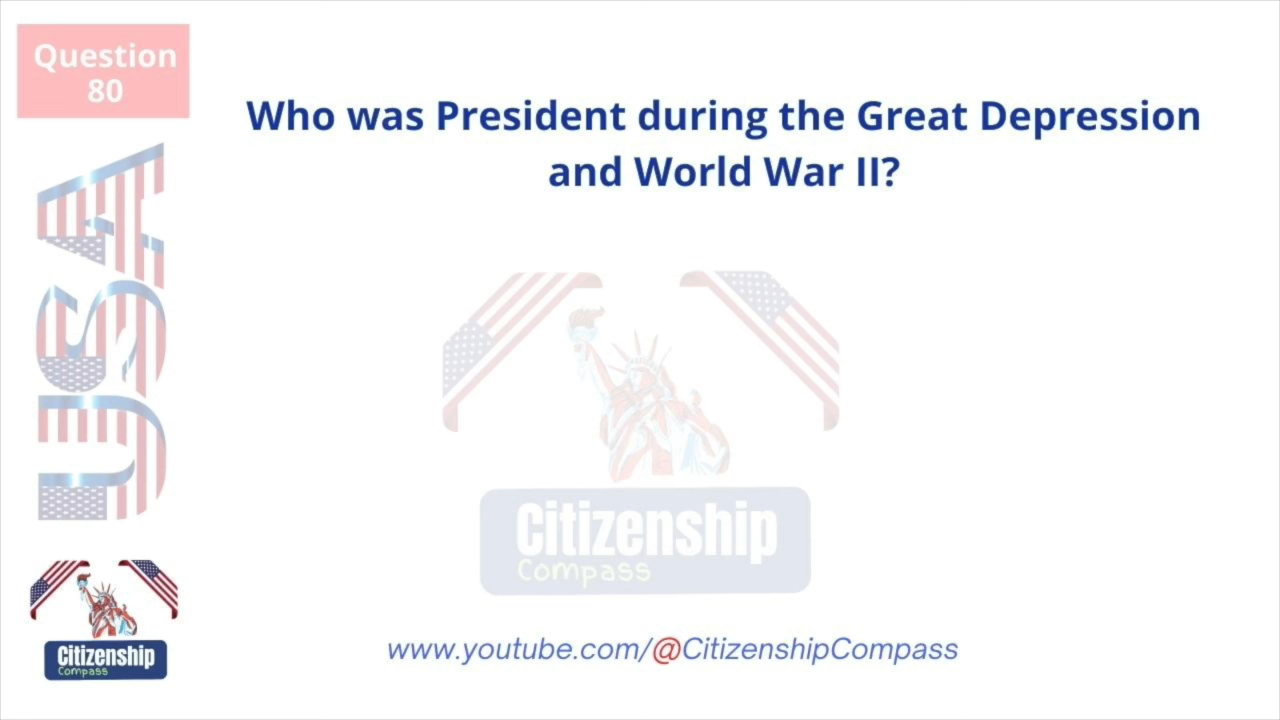 Question
80
Who was President during the Great Depression
and World War II?
USA
Citizenship
Compass
Citizenship
Compass
www.youtube.com/@CitizenshipCompass